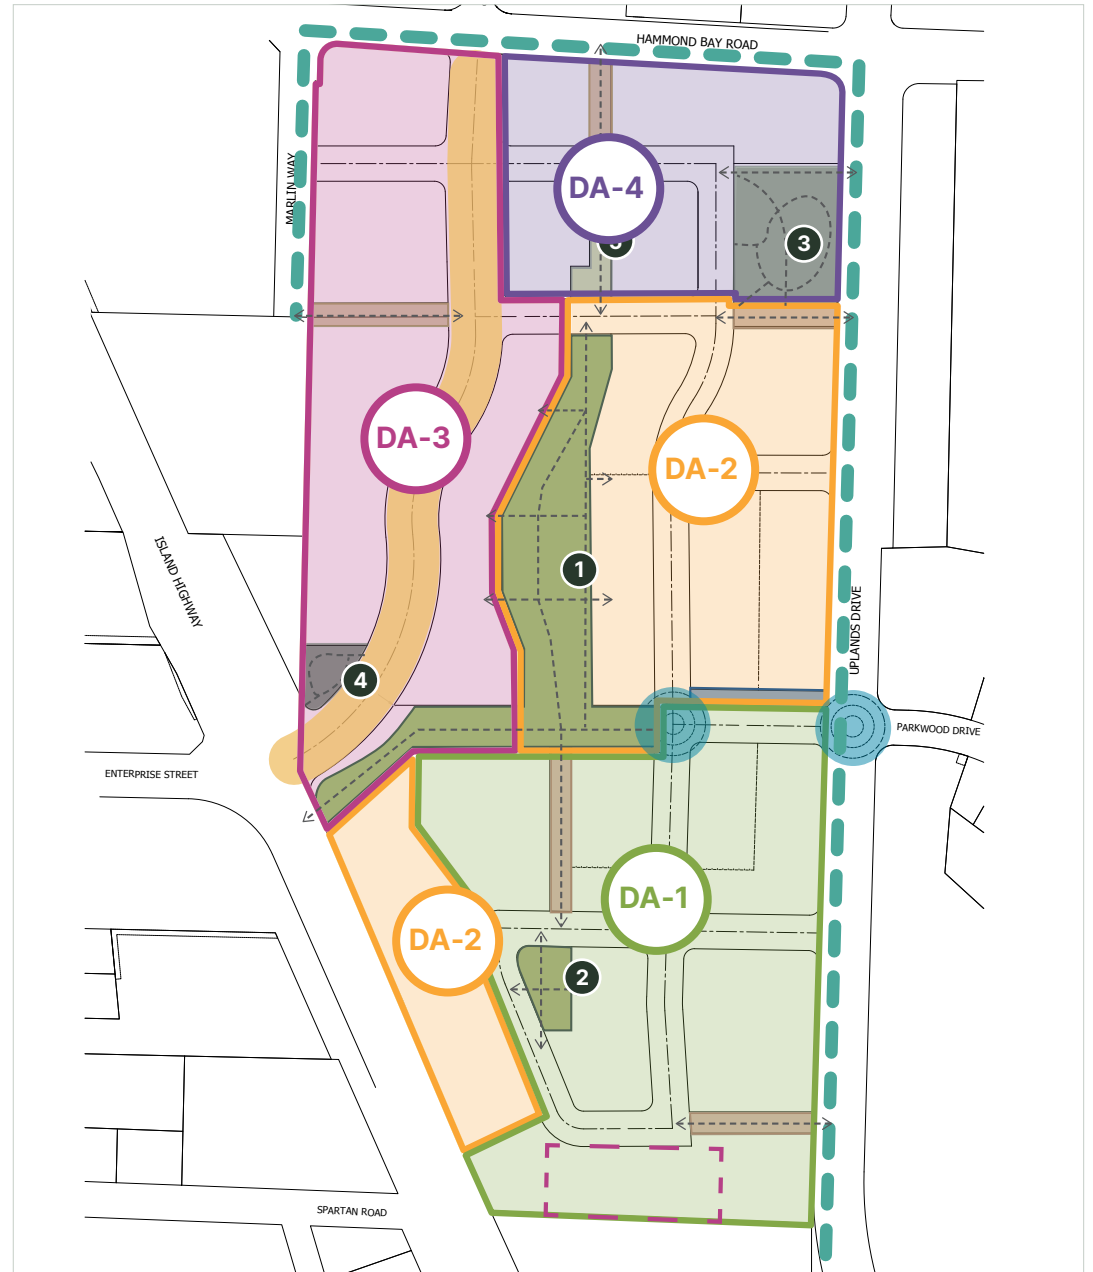 HAMMOND BAY ROAD
MARLIN WAY
DA-4
3
DA-3
DA-2
ISLAND HIGHWAY
1
UPLANDS DRIVE
4
PARKWOOD DRIVE
ENTERPRISE STREET
DA-1
DA-2
2
SPARTAN ROAD